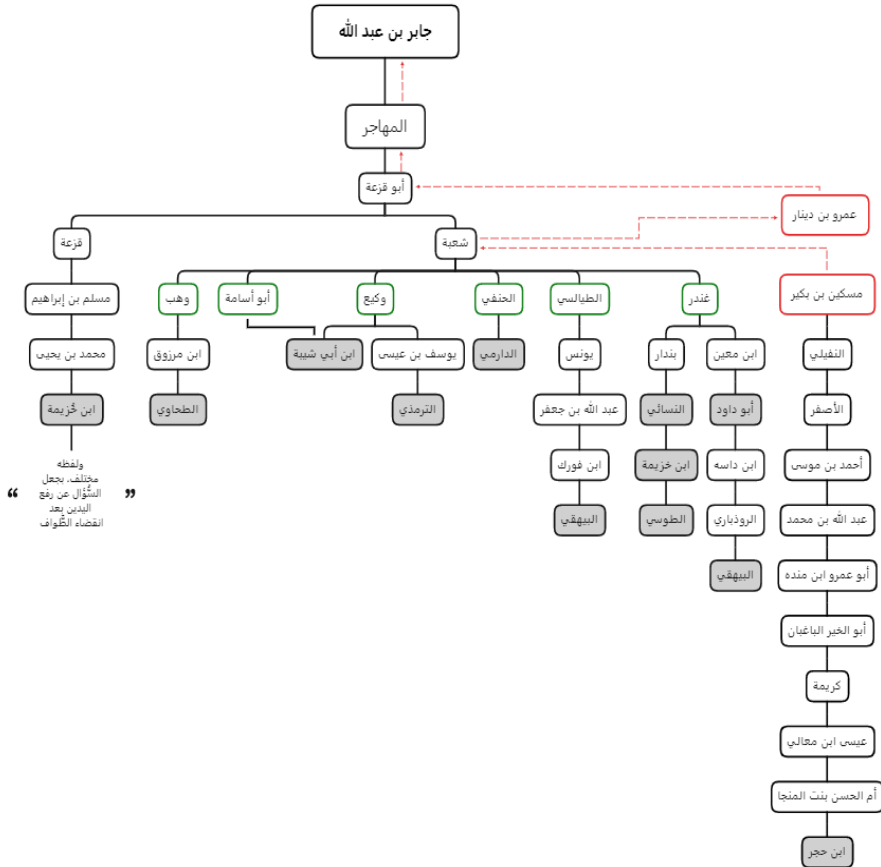 جابر بن عبد الله
المهاجر
أبو قزعة
عمرو بن دينار
قزعة
شعبة
مسلم بن إبراهيم
وهب
أبو أسامة
وكيع
الحنفي
الطيالسي
غندر
مسكين بن بكير
محمد بن يحيى
ابن مرزوق
ابن أبي شيبة
يوسف بن عيسى
الدارمي
يونس
بندار
ابن معين
النفيلي
ابن خُزيمة
الطحاوي
الترمذي
عبد الله بن جعفر
النسائي
أبو داود
الأصفر
ولفظه
مختلف، بجعل
السُّؤال عن رفع
اليدين بعد
انقضاء الطَّواف
ابن فورك
ابن خزيمة
ابن داسه
أحمد بن موسى
البيهقي
الطوسي
الروذباري
عبد الله بن محمد
البيهقي
أبو عمرو ابن منده
أبو الخير الباغبان
كريمة
عيسى ابن معالي
أم الحسن بنت المنجا
ابن حجر